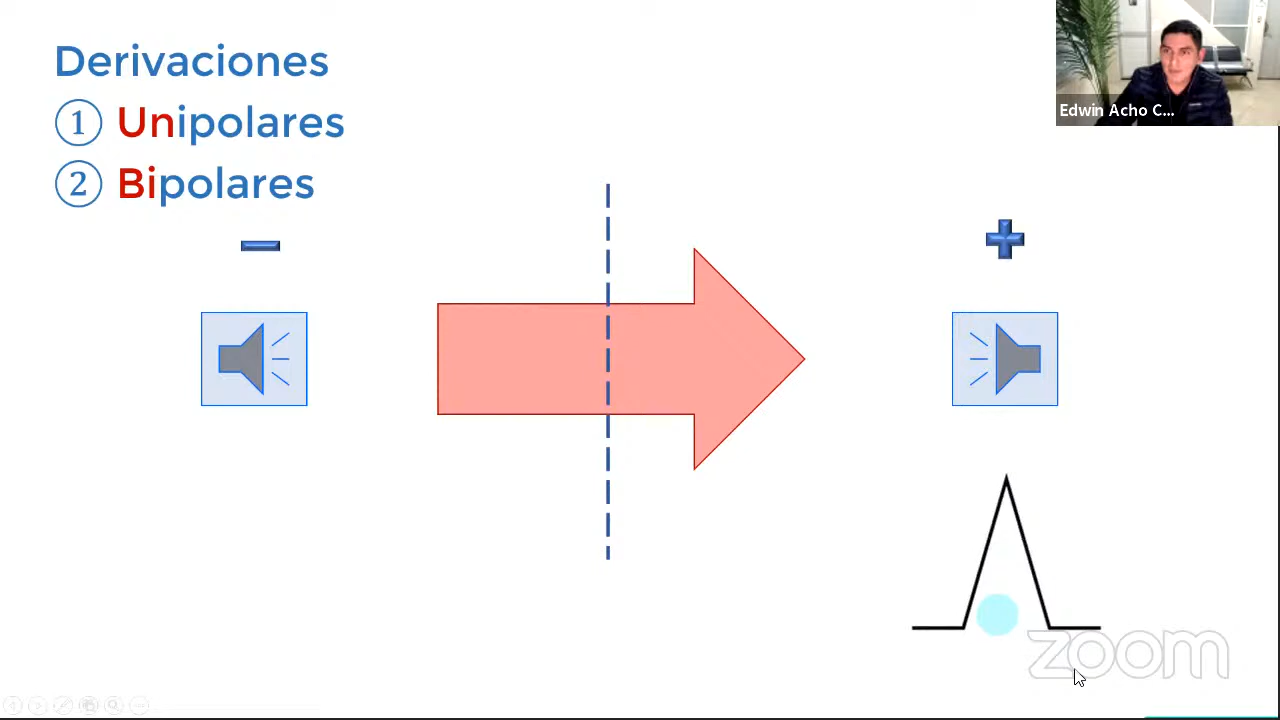 Derivaciones
① Unipolares
② Bipolares
Edwin Acho C...
zoom